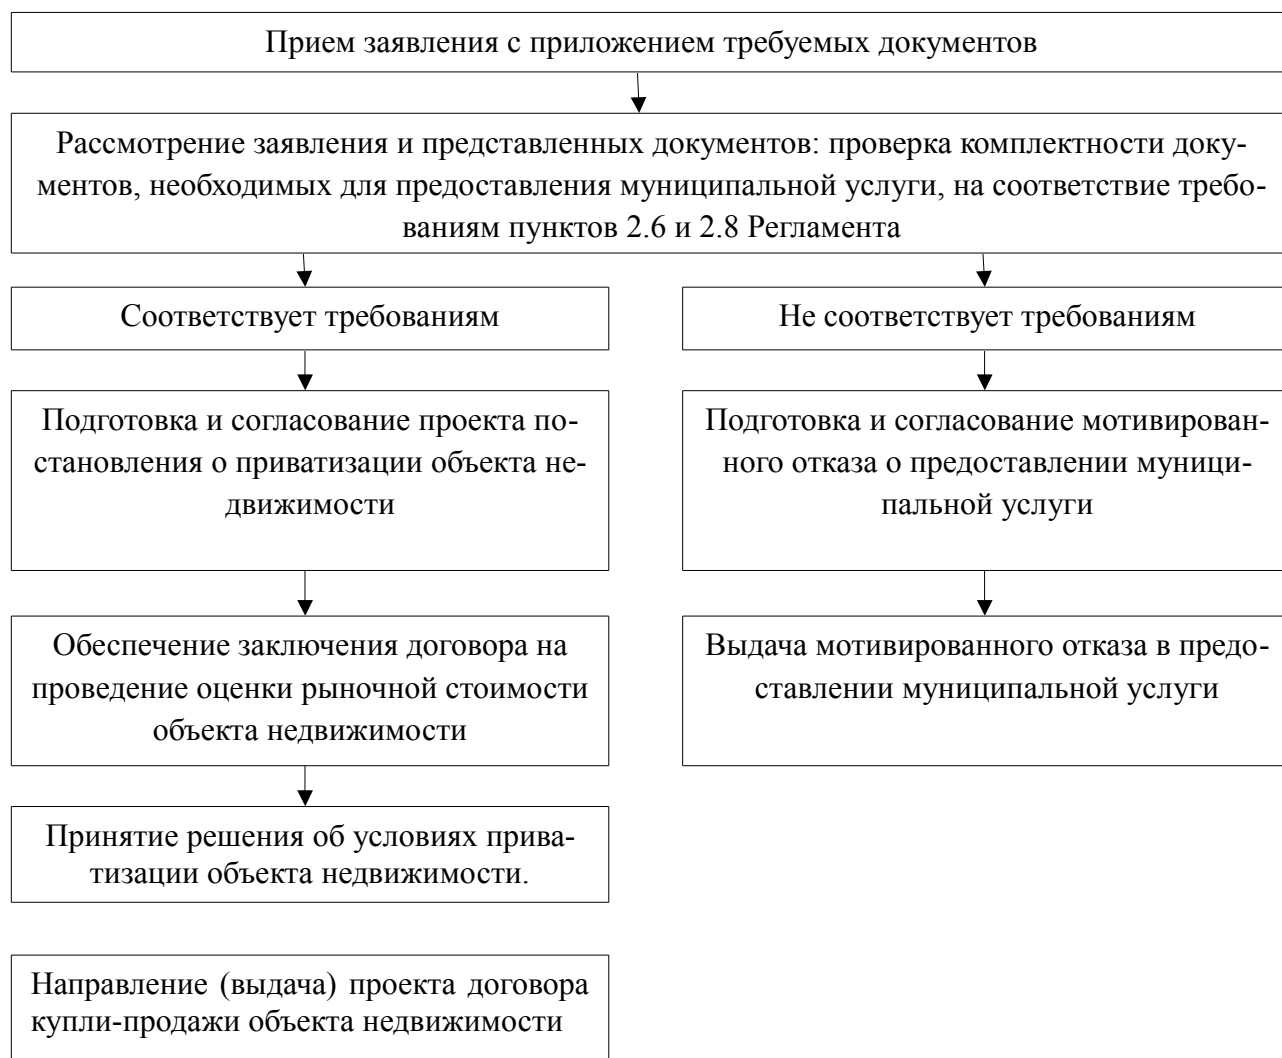 Прием заявления с приложением требуемых документов
Рассмотрение заявления и представленных документов: проверка комплектности доку-
ментов, необходимых для предоставления муниципальной услуги, на соответствие требо-
ваниям пунктов 2.6 и 2.8 Регламента
Соответствует требованиям
Не соответствует требованиям
Подготовка и согласование проекта по-
становления о приватизации объекта не-
движимости
Подготовка и согласование мотивирован-
ного отказа о предоставлении муници-
пальной услуги
Обеспечение заключения договора на
проведение оценки рыночной стоимости
объекта недвижимости
Выдача мотивированного отказа в предо-
ставлении муниципальной услуги
Принятие решения об условиях прива-
тизации объекта недвижимости.
Направление (выдача) проекта договора
купли-продажи объекта недвижимости